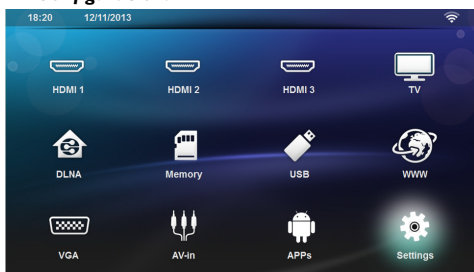 18:20 12/11/2013
HDMI 1 HDMI 2 HDMI 3 TV
DLNA Memory USB WWW
VGA AV-in APPs Settings